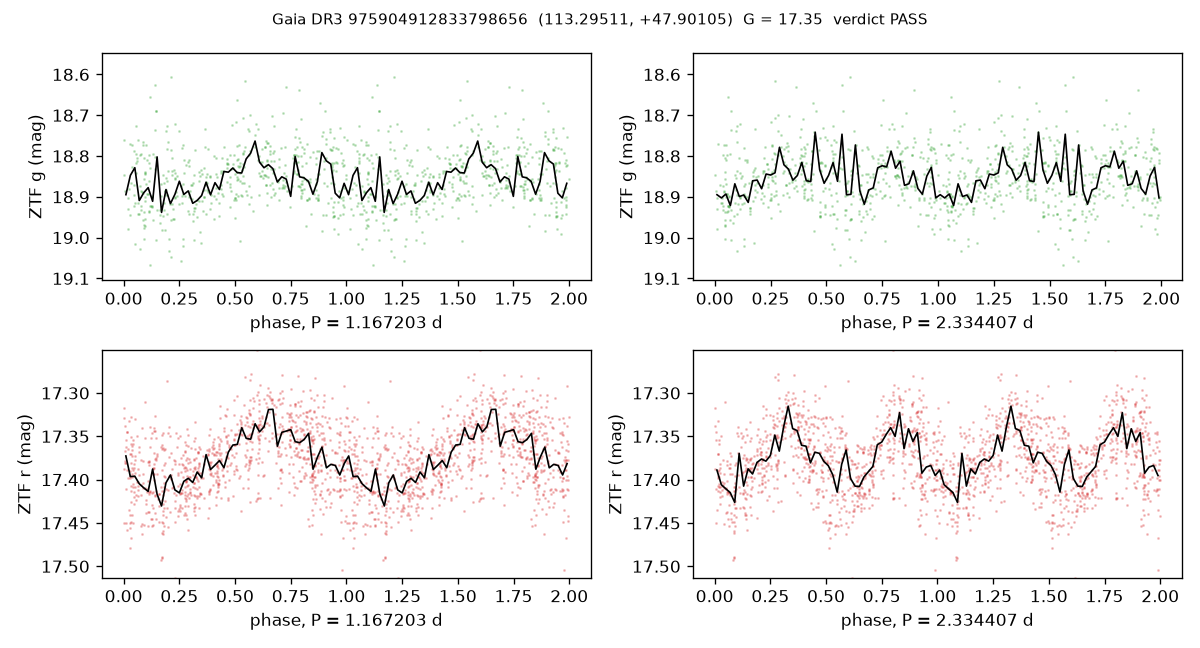 Gaia DR3 975904912833798656  (113.29511, +47.90105)  G = 17.35  verdict PASS
ZTF g (mag)
18.6
18.7
18.8
18.9
19.0
19.1
0.00 0.25 0.50 0.75 1.00 1.25 1.50 1.75 2.00
phase, P = 1.167203 d
ZTF g (mag)
18.6
18.7
18.8
18.9
19.0
19.1
0.00 0.25 0.50 0.75 1.00 1.25 1.50 1.75 2.00
phase, P = 2.334407 d
ZTF r (mag)
17.30
17.35
17.40
17.45
17.50
0.00 0.25 0.50 0.75 1.00 1.25 1.50 1.75 2.00
phase, P = 1.167203 d
ZTF r (mag)
17.30
17.35
17.40
17.45
17.50
0.00 0.25 0.50 0.75 1.00 1.25 1.50 1.75 2.00
phase, P = 2.334407 d